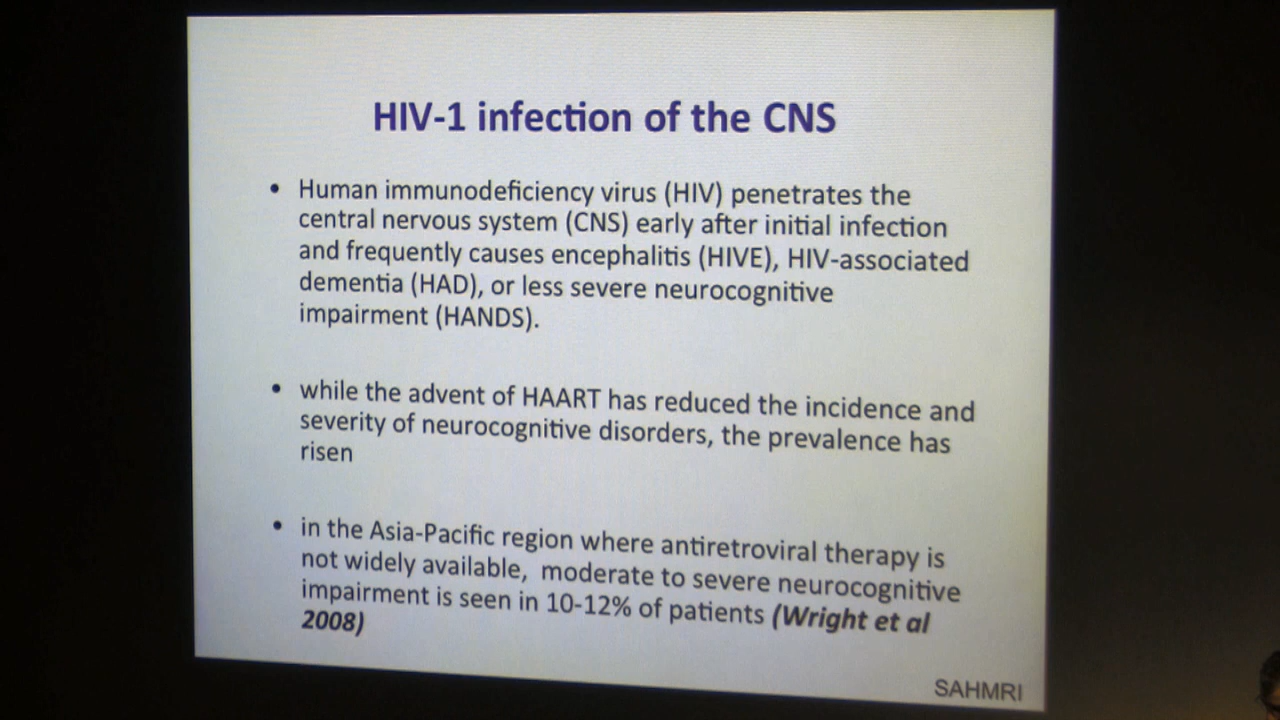 HIV-1 infection of the CNS
• Human immunodeficiency virus (HIV) penetrates the
central nervous system (CNS) early after initial infection
and frequently causes encephalitis (HIVE), HIV-associated
dementia (HAD), or less severe neurocognitive
impairment (HANDS).
• while the advent of HAART has reduced the incidence and
severity of neurocognitive disorders, the prevalence has
risen
• in the Asia-Pacific region where antiretroviral therapy is
not widely available, moderate to severe neurocognitive
impairment is seen in 10-12% of patients (Wright et al
2008)
SAHMRI